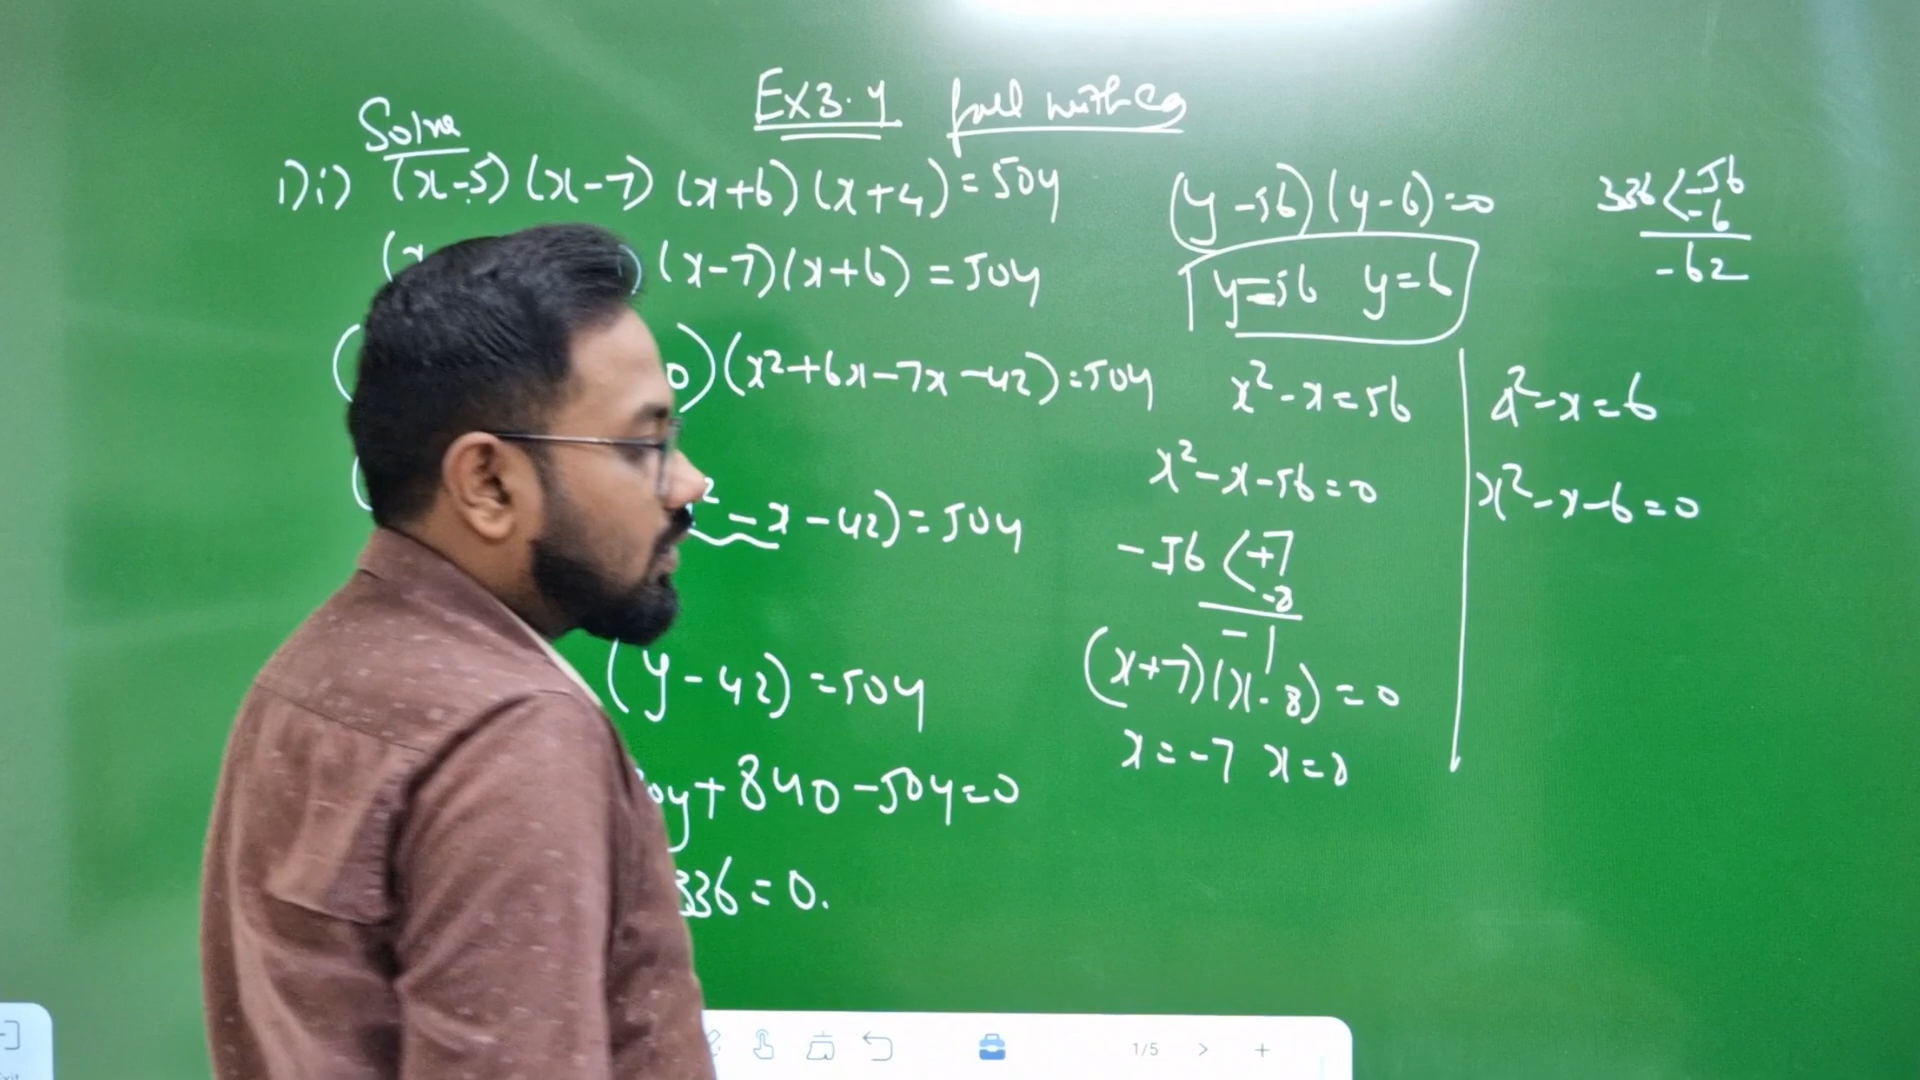 Ex 3.4
Solve
1) i) (x-5) (x-7) (x+6) (x+4) = 504
(x-7)(x+6) = 504
0)(x²+6x-7x-42) = 504
² - x - 42) = 504
(y - 42) = 504
y + 840 - 504 = 0
336 = 0.
(y-56) (y-6) = 0
y=56 y=6
x² - x = 56
x² - x - 56 = 0
-56 < +7
-8
-1
(x+7)(x-8) = 0
x = -7 x = 8
x² - x = 6
x² - x - 6 = 0
336 < -56
-6
-62
1/5 > +